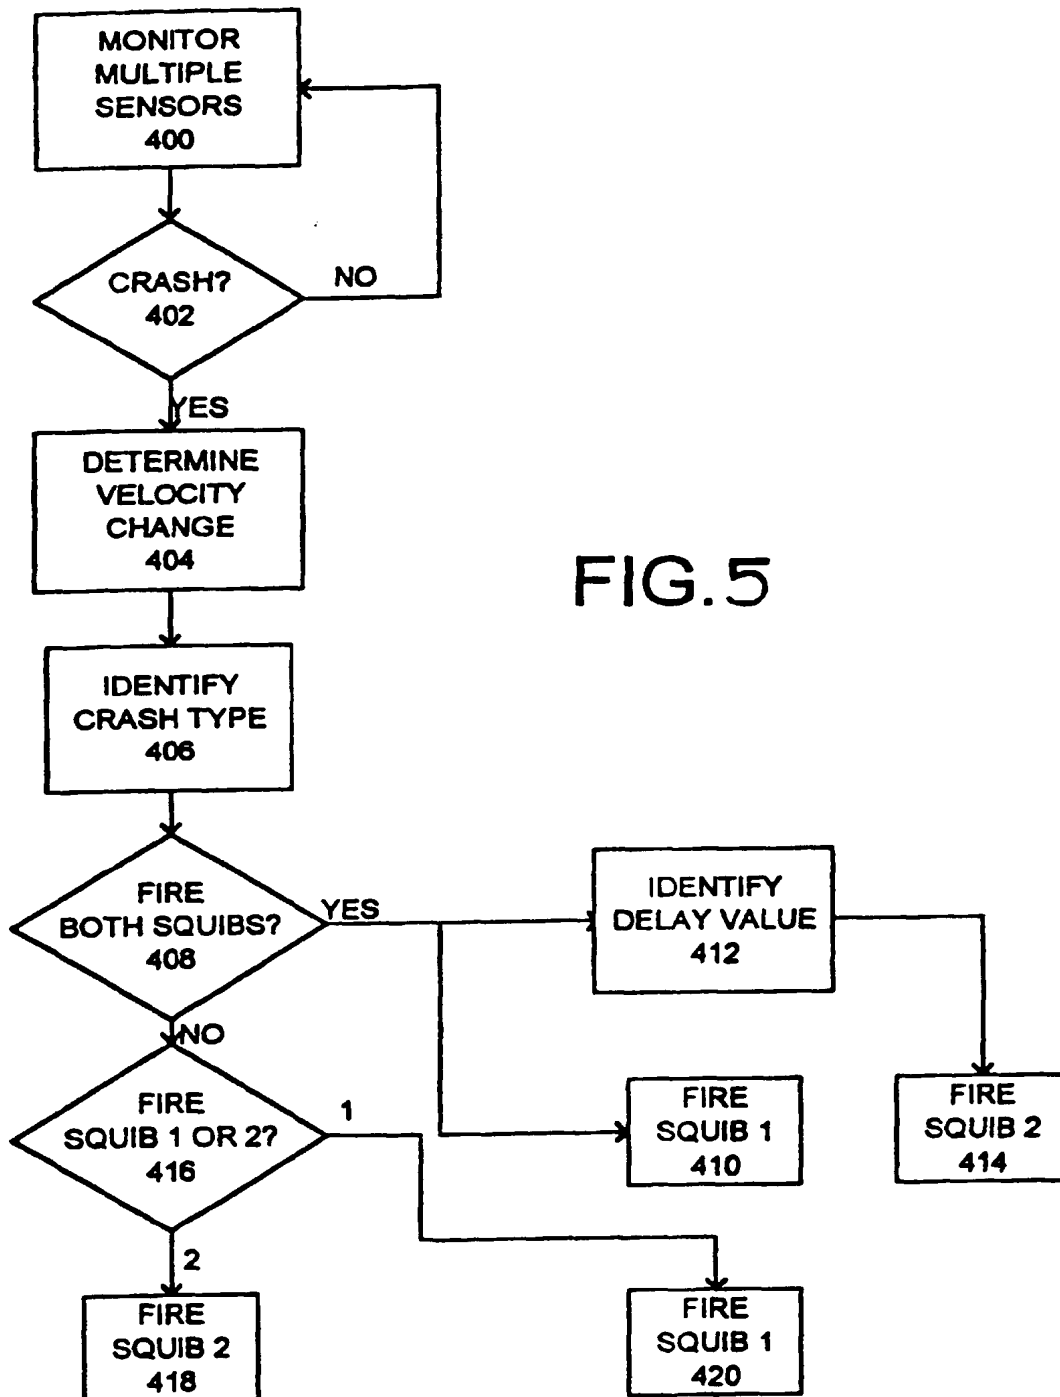 MONITOR
MULTIPLE
SENSORS
400
CRASH?
402
NO
YES
DETERMINE
VELOCITY
CHANGE
404
FIG.5
IDENTIFY
CRASH TYPE
406
FIRE
BOTH SQUIBS?
408
YES
IDENTIFY
DELAY VALUE
412
NO
FIRE
SQUIB 1 OR 2?
416
1
FIRE
SQUIB 1
410
FIRE
SQUIB 2
414
2
FIRE
SQUIB 2
418
FIRE
SQUIB 1
420